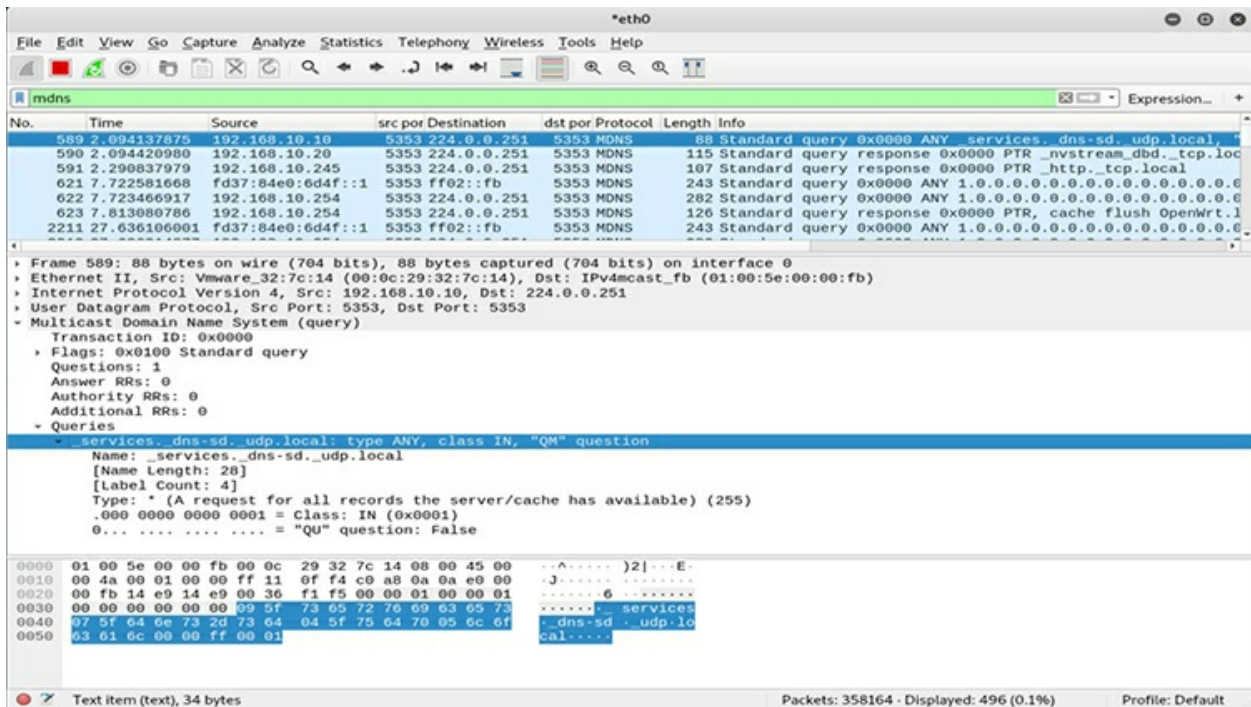 *eth0
File Edit View Go Capture Analyze Statistics Telephony Wireless Tools Help
mdns
Expression... +
No. Time Source src por Destination dst por Protocol Length Info
589 2.094137875 192.168.10.10 5353 224.0.0.251 5353 MDNS 88 Standard query 0x0000 ANY _services._dns-sd._udp.local, "
590 2.094420980 192.168.10.20 5353 224.0.0.251 5353 MDNS 115 Standard query response 0x0000 PTR _nvstream_dbd._tcp.loc
591 2.290837979 192.168.10.245 5353 224.0.0.251 5353 MDNS 107 Standard query response 0x0000 PTR _http._tcp.local
621 7.722581668 fd37:84e0:6d4f::1 5353 ff02::fb 5353 MDNS 243 Standard query 0x0000 ANY 1.0.0.0.0.0.0.0.0.0.0.0.0.0.0.0
622 7.723466917 192.168.10.254 5353 224.0.0.251 5353 MDNS 282 Standard query 0x0000 ANY 1.0.0.0.0.0.0.0.0.0.0.0.0.0.0.0
623 7.813080786 192.168.10.254 5353 224.0.0.251 5353 MDNS 126 Standard query response 0x0000 PTR, cache flush OpenWrt.l
2211 27.636106001 fd37:84e0:6d4f::1 5353 ff02::fb 5353 MDNS 243 Standard query 0x0000 ANY 1.0.0.0.0.0.0.0.0.0.0.0.0.0.0.0
Frame 589: 88 bytes on wire (704 bits), 88 bytes captured (704 bits) on interface 0
Ethernet II, Src: Vmware_32:7c:14 (00:0c:29:32:7c:14), Dst: IPv4mcast_fb (01:00:5e:00:00:fb)
Internet Protocol Version 4, Src: 192.168.10.10, Dst: 224.0.0.251
User Datagram Protocol, Src Port: 5353, Dst Port: 5353
Multicast Domain Name System (query)
Transaction ID: 0x0000
Flags: 0x0100 Standard query
Questions: 1
Answer RRs: 0
Authority RRs: 0
Additional RRs: 0
Queries
_services._dns-sd._udp.local: type ANY, class IN, "QM" question
Name: _services._dns-sd._udp.local
[Name Length: 28]
[Label Count: 4]
Type: * (A request for all records the server/cache has available) (255)
.000 0000 0000 0001 = Class: IN (0x0001)
0... .... .... .... = "QU" question: False
0000 01 00 5e 00 00 fb 00 0c 29 32 7c 14 08 00 45 00 ··^····· )2|···E·
0010 00 4a 00 01 00 00 ff 11 0f f4 c0 a8 0a 0a e0 00 ·J······ ········
0020 00 fb 14 e9 14 e9 00 36 f1 f5 00 00 01 00 00 01 ·······6 ········
0030 00 00 00 00 00 00 09 5f 73 65 72 76 69 63 65 73 ·······_ services
0040 07 5f 64 6e 73 2d 73 64 04 5f 75 64 70 05 6c 6f ·_dns-sd ·_udp·lo
0050 63 61 6c 00 00 ff 00 01 cal·····
Text item (text), 34 bytes Packets: 358164 · Displayed: 496 (0.1%) Profile: Default